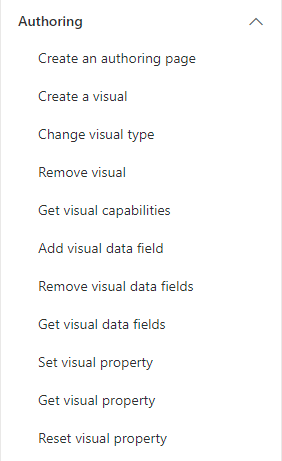 Authoring
Create an authoring page
Create a visual
Change visual type
Remove visual
Get visual capabilities
Add visual data field
Remove visual data fields
Get visual data fields
Set visual property
Get visual property
Reset visual property